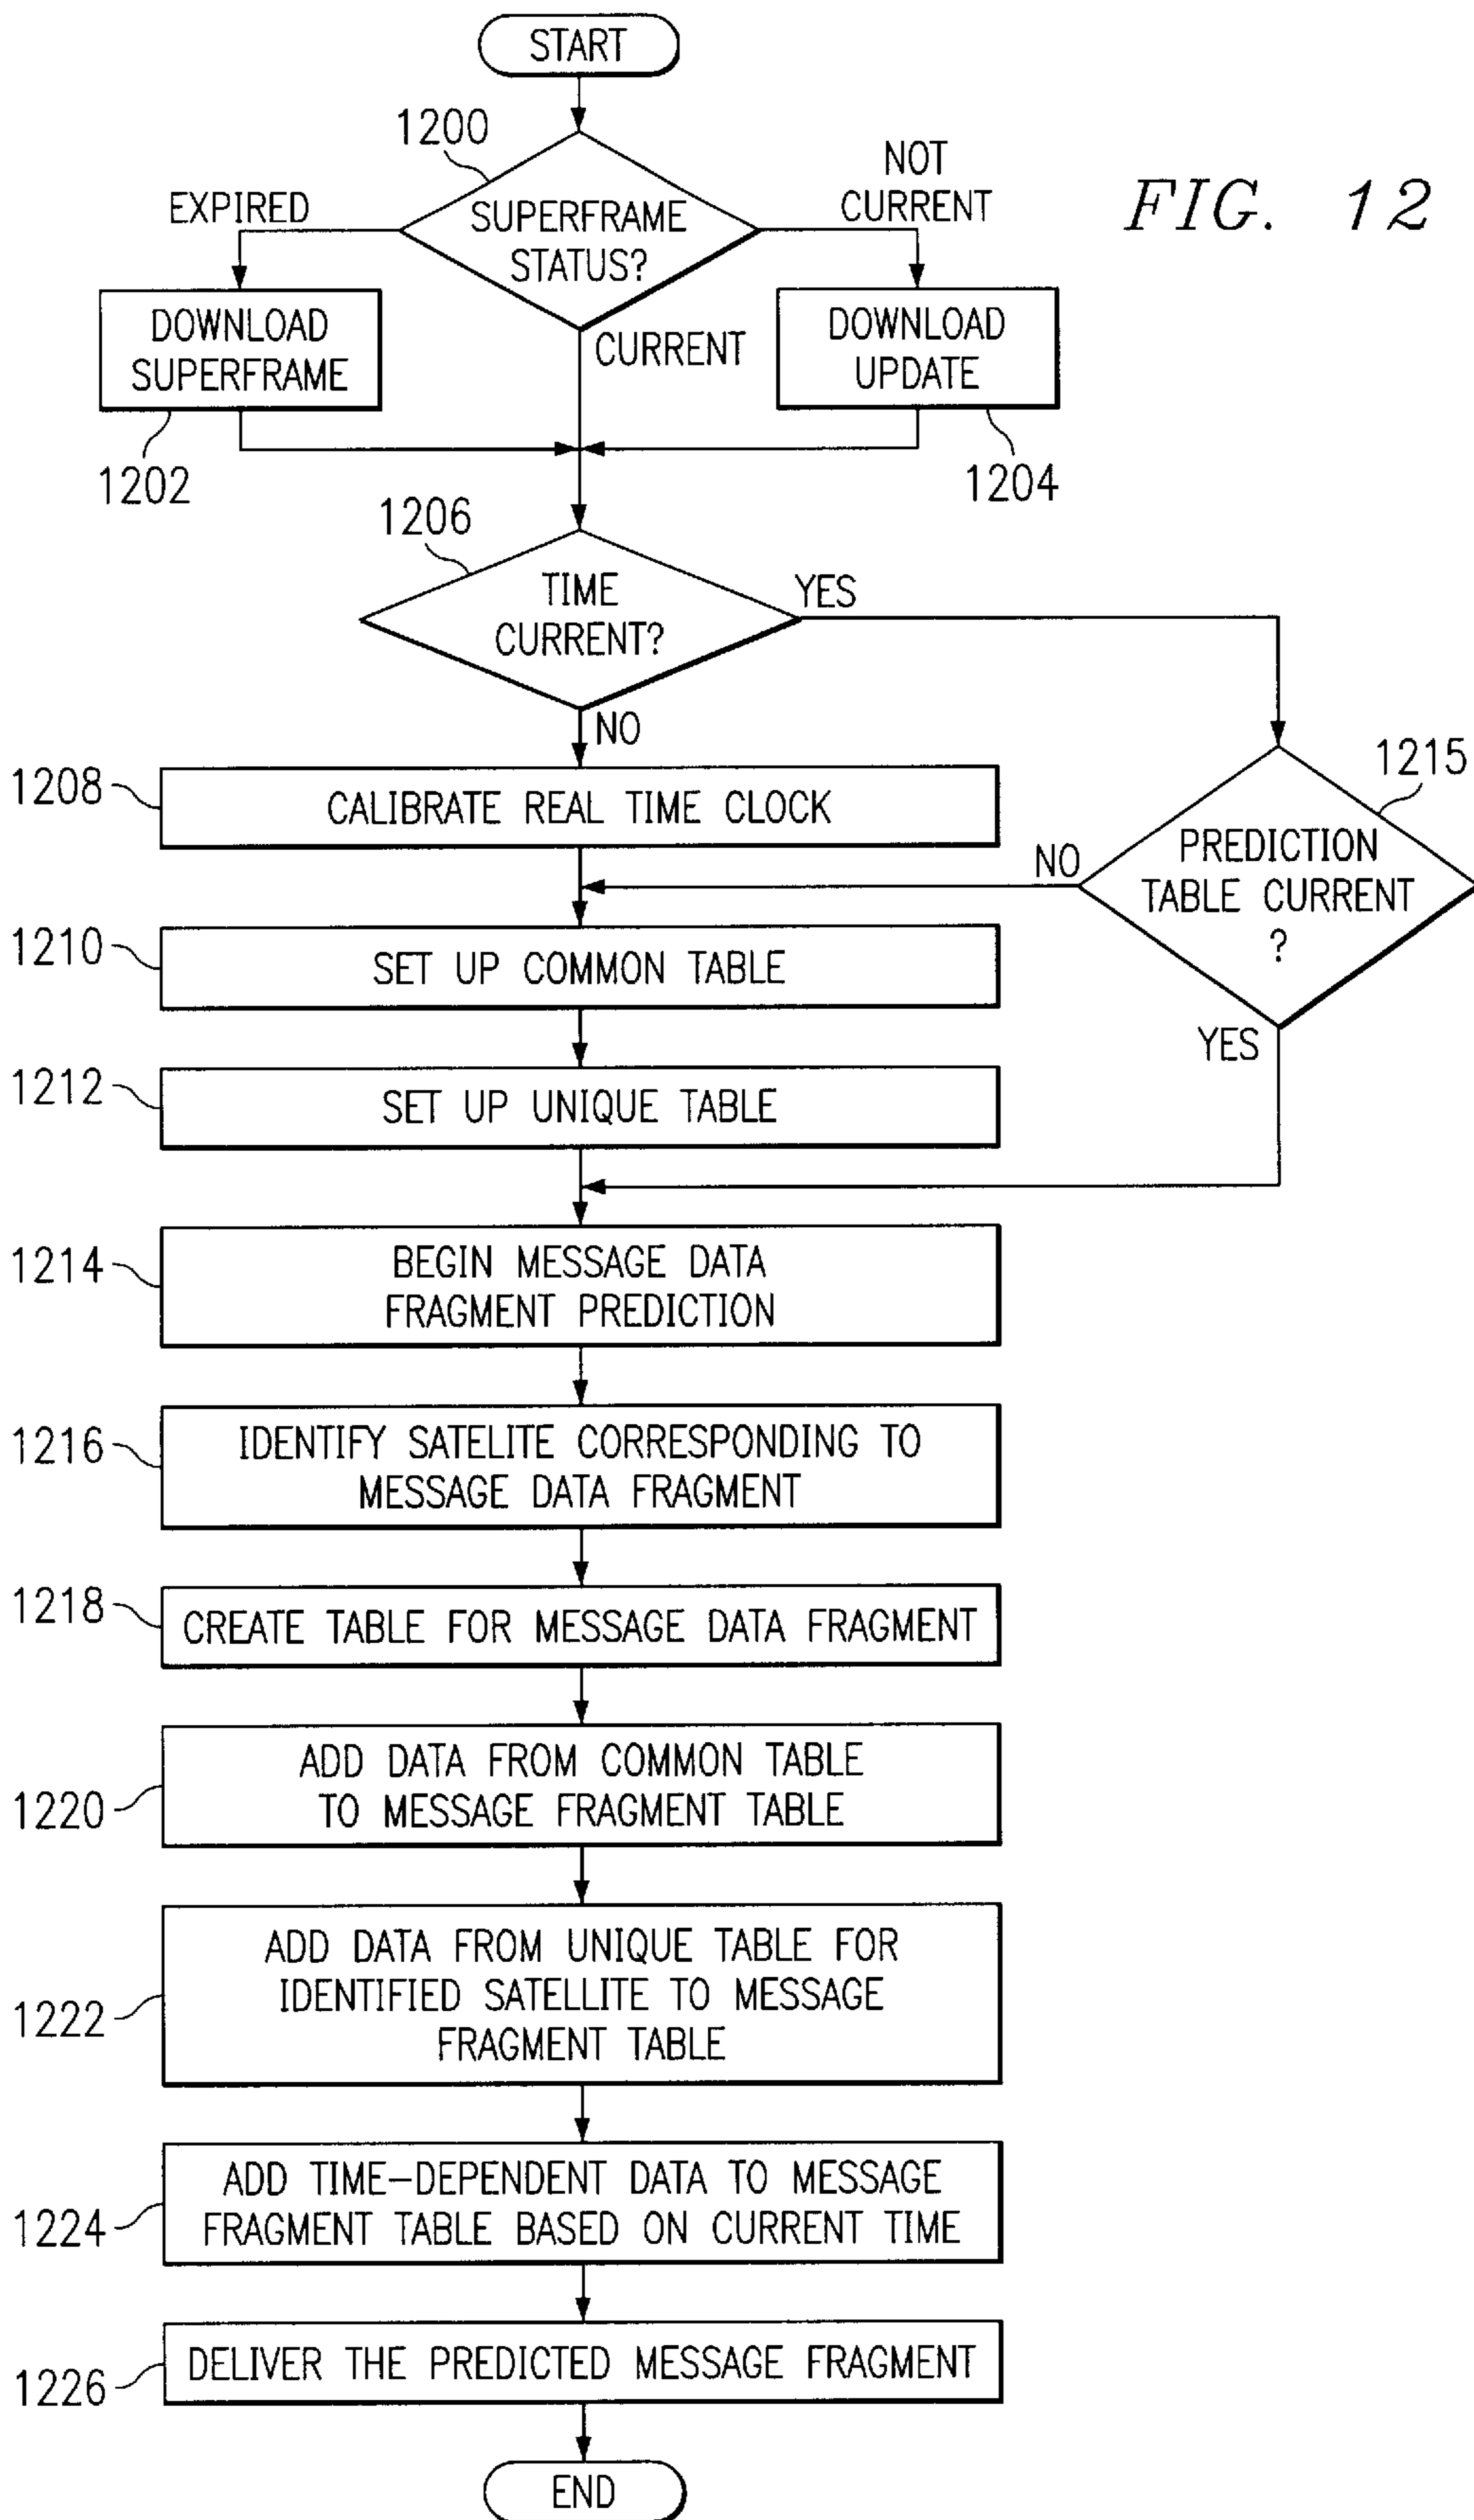 START
1200
NOT
CURRENT
FIG. 12
EXPIRED
SUPERFRAME
STATUS?
DOWNLOAD
SUPERFRAME
CURRENT
DOWNLOAD
UPDATE
1202
1204
1206
TIME
CURRENT?
YES
NO
1208
CALIBRATE REAL TIME CLOCK
1215
PREDICTION
TABLE CURRENT
?
NO
YES
1210
SET UP COMMON TABLE
1212
SET UP UNIQUE TABLE
1214
BEGIN MESSAGE DATA
FRAGMENT PREDICTION
1216
IDENTIFY SATELITE CORRESPONDING TO
MESSAGE DATA FRAGMENT
1218
CREATE TABLE FOR MESSAGE DATA FRAGMENT
1220
ADD DATA FROM COMMON TABLE
TO MESSAGE FRAGMENT TABLE
1222
ADD DATA FROM UNIQUE TABLE FOR
IDENTIFIED SATELLITE TO MESSAGE
FRAGMENT TABLE
1224
ADD TIME-DEPENDENT DATA TO MESSAGE
FRAGMENT TABLE BASED ON CURRENT TIME
1226
DELIVER THE PREDICTED MESSAGE FRAGMENT
END